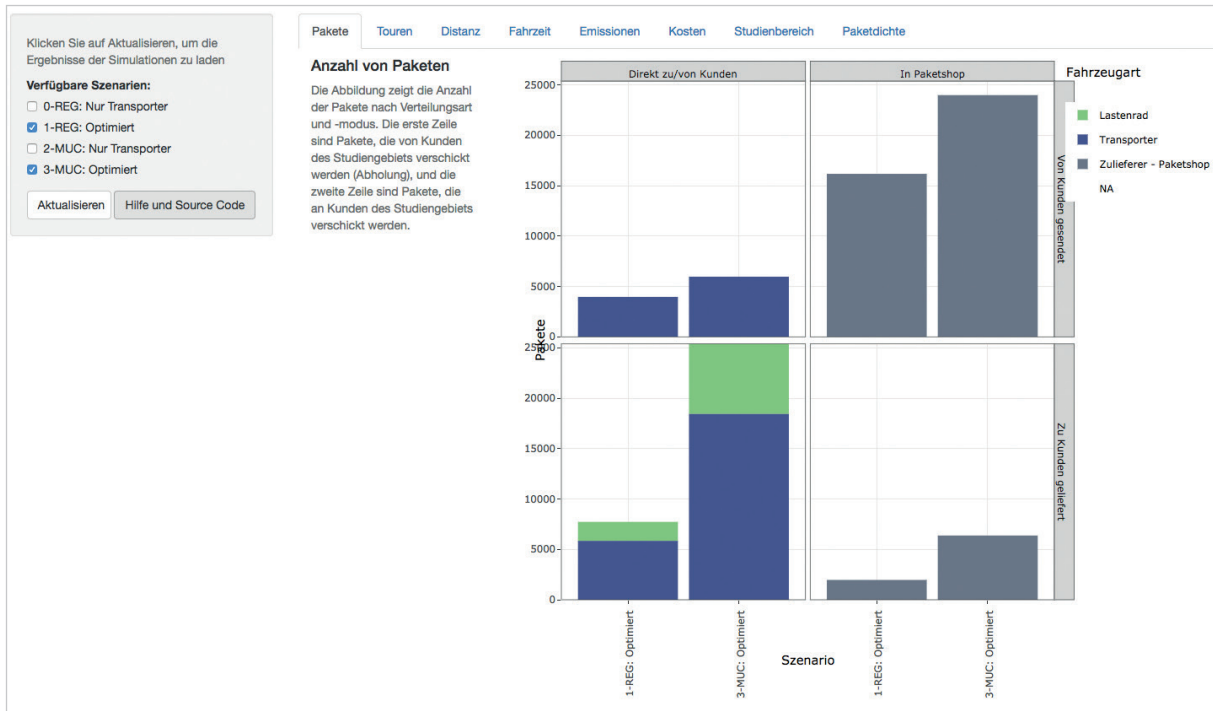 Klicken Sie auf Aktualisieren, um die
Ergebnisse der Simulationen zu laden
Verfügbare Szenarien:
0-REG: Nur Transporter
1-REG: Optimiert
2-MUC: Nur Transporter
3-MUC: Optimiert
Aktualisieren
Hilfe und Source Code
Pakete
Touren
Distanz
Fahrzeit
Emissionen
Kosten
Studienbereich
Paketdichte
Anzahl von Paketen
Die Abbildung zeigt die Anzahl
der Pakete nach Verteilungsart
und -modus. Die erste Zeile
sind Pakete, die von Kunden
des Studiengebiets verschickt
werden (Abholung), und die
zweite Zeile sind Pakete, die
an Kunden des Studiengebiets
verschickt werden.
Direkt zu/von Kunden
In Paketshop
25000
20000
15000
10000
5000
0
Von Kunden gesendet
Pakete
25000
20000
15000
10000
5000
0
Zu Kunden geliefert
1-REG: Optimiert
3-MUC: Optimiert
1-REG: Optimiert
3-MUC: Optimiert
Szenario
Fahrzeugart
Lastenrad
Transporter
Zulieferer - Paketshop
NA